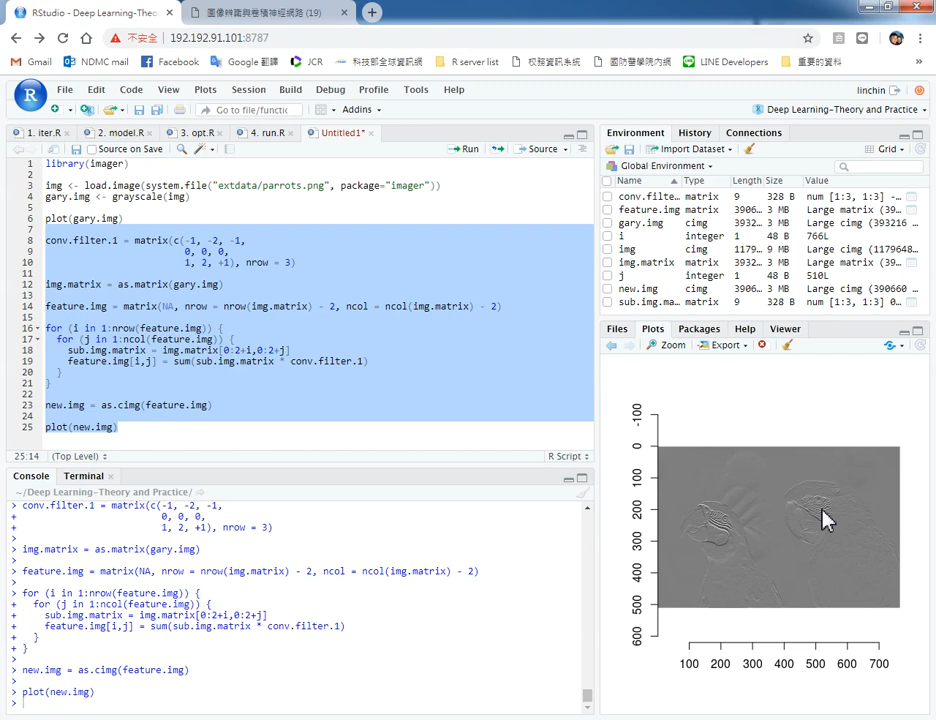 RStudio - Deep Learning-Theo
圖像辨識與卷積神經網路 (19)
不安全 192.192.91.101:8787
Gmail NDMC mail Facebook Google 翻譯 JCR 科技部全球資訊網 R server list 校務資訊系統 國防醫學院內網 LINE Developers 重要的資料 »
File Edit Code View Plots Session Build Debug Profile Tools Help linchin
Go to file/functic Addins Deep Learning-Theory and Practice
1. iter.R 2. model.R 3. opt.R 4. run.R Untitled1*
Source on Save Run Source
1 library(imager)
2
3 img <- load.image(system.file("extdata/parrots.png", package="imager"))
4 gary.img <- grayscale(img)
5
6 plot(gary.img)
7
8 conv.filter.1 = matrix(c(-1, -2, -1,
9 0, 0, 0,
10 1, 2, +1), nrow = 3)
11
12 img.matrix = as.matrix(gary.img)
13
14 feature.img = matrix(NA, nrow = nrow(img.matrix) - 2, ncol = ncol(img.matrix) - 2)
15
16 for (i in 1:nrow(feature.img)) {
17 for (j in 1:ncol(feature.img)) {
18 sub.img.matrix = img.matrix[0:2+i,0:2+j]
19 feature.img[i,j] = sum(sub.img.matrix * conv.filter.1)
20 }
21 }
22
23 new.img = as.cimg(feature.img)
24
25 plot(new.img)
25:14 (Top Level) R Script
Console Terminal
~/Deep Learning-Theory and Practice/
> conv.filter.1 = matrix(c(-1, -2, -1,
+ 0, 0, 0,
+ 1, 2, +1), nrow = 3)
>
> img.matrix = as.matrix(gary.img)
>
> feature.img = matrix(NA, nrow = nrow(img.matrix) - 2, ncol = ncol(img.matrix) - 2)
>
> for (i in 1:nrow(feature.img)) {
+ for (j in 1:ncol(feature.img)) {
+ sub.img.matrix = img.matrix[0:2+i,0:2+j]
+ feature.img[i,j] = sum(sub.img.matrix * conv.filter.1)
+ }
+ }
>
> new.img = as.cimg(feature.img)
>
> plot(new.img)
>
Environment History Connections
Import Dataset Grid
Global Environment
Name Type Length Size Value
conv.filte... matrix 9 328 B num [1:3, 1:3] -...
feature.img matrix 3906... 3 MB Large matrix (39...
gary.img cimg 3932... 3 MB Large cimg (393216 ...
i integer 1 48 B 766L
img cimg 1179... 9 MB Large cimg (1179648...
img.matrix matrix 3932... 3 MB Large matrix (39...
j integer 1 48 B 510L
new.img cimg 3906... 3 MB Large cimg (390660 ...
sub.img.ma... matrix 9 328 B num [1:3, 1:3] 0...
Files Plots Packages Help Viewer
Zoom Export
-100
0
100
200
300
400
500
600
100 200 300 400 500 600 700